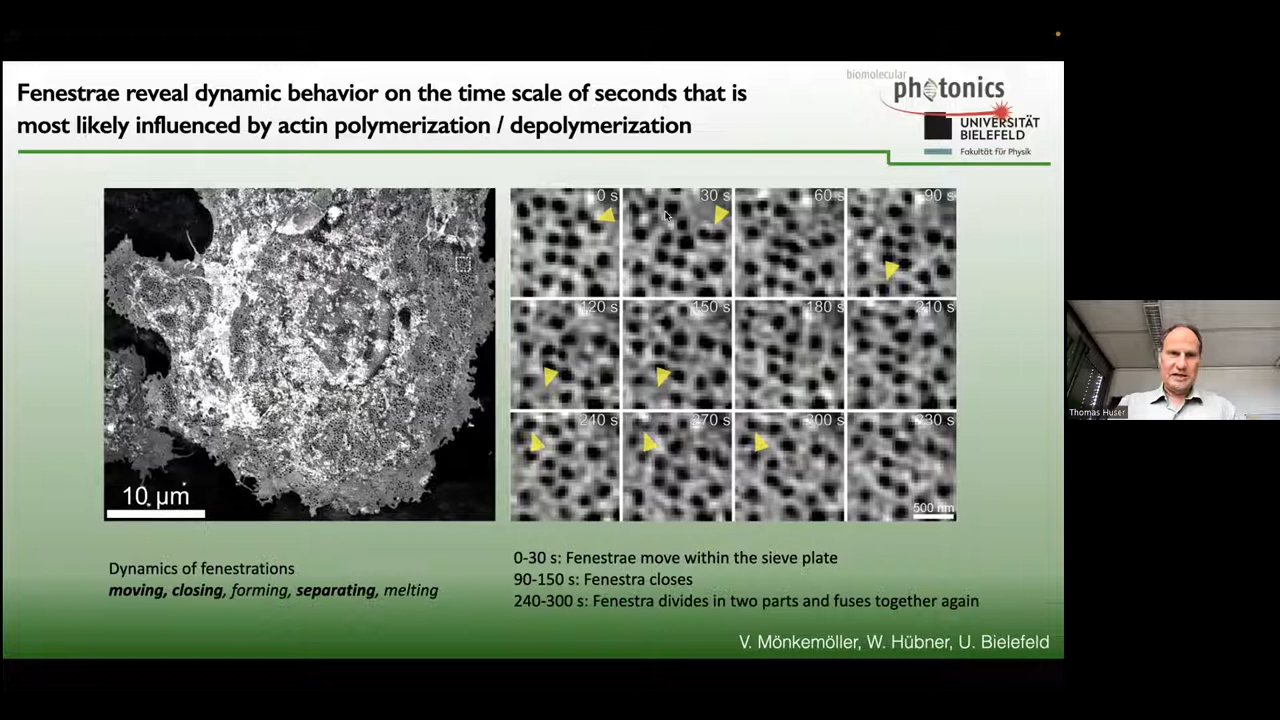 Fenestrae reveal dynamic behavior on the time scale of seconds that is
most likely influenced by actin polymerization / depolymerization
biomolecular
photonics
UNIVERSITÄT
BIELEFELD
Fakultät für Physik
0 s
30 s
60 s
90 s
120 s
150 s
180 s
210 s
240 s
270 s
300 s
330 s
500 nm
10 µm
Dynamics of fenestrations
moving, closing, forming, separating, melting
0-30 s: Fenestrae move within the sieve plate
90-150 s: Fenestra closes
240-300 s: Fenestra divides in two parts and fuses together again
V. Mönkemöller, W. Hübner, U. Bielefeld
Thomas Huser